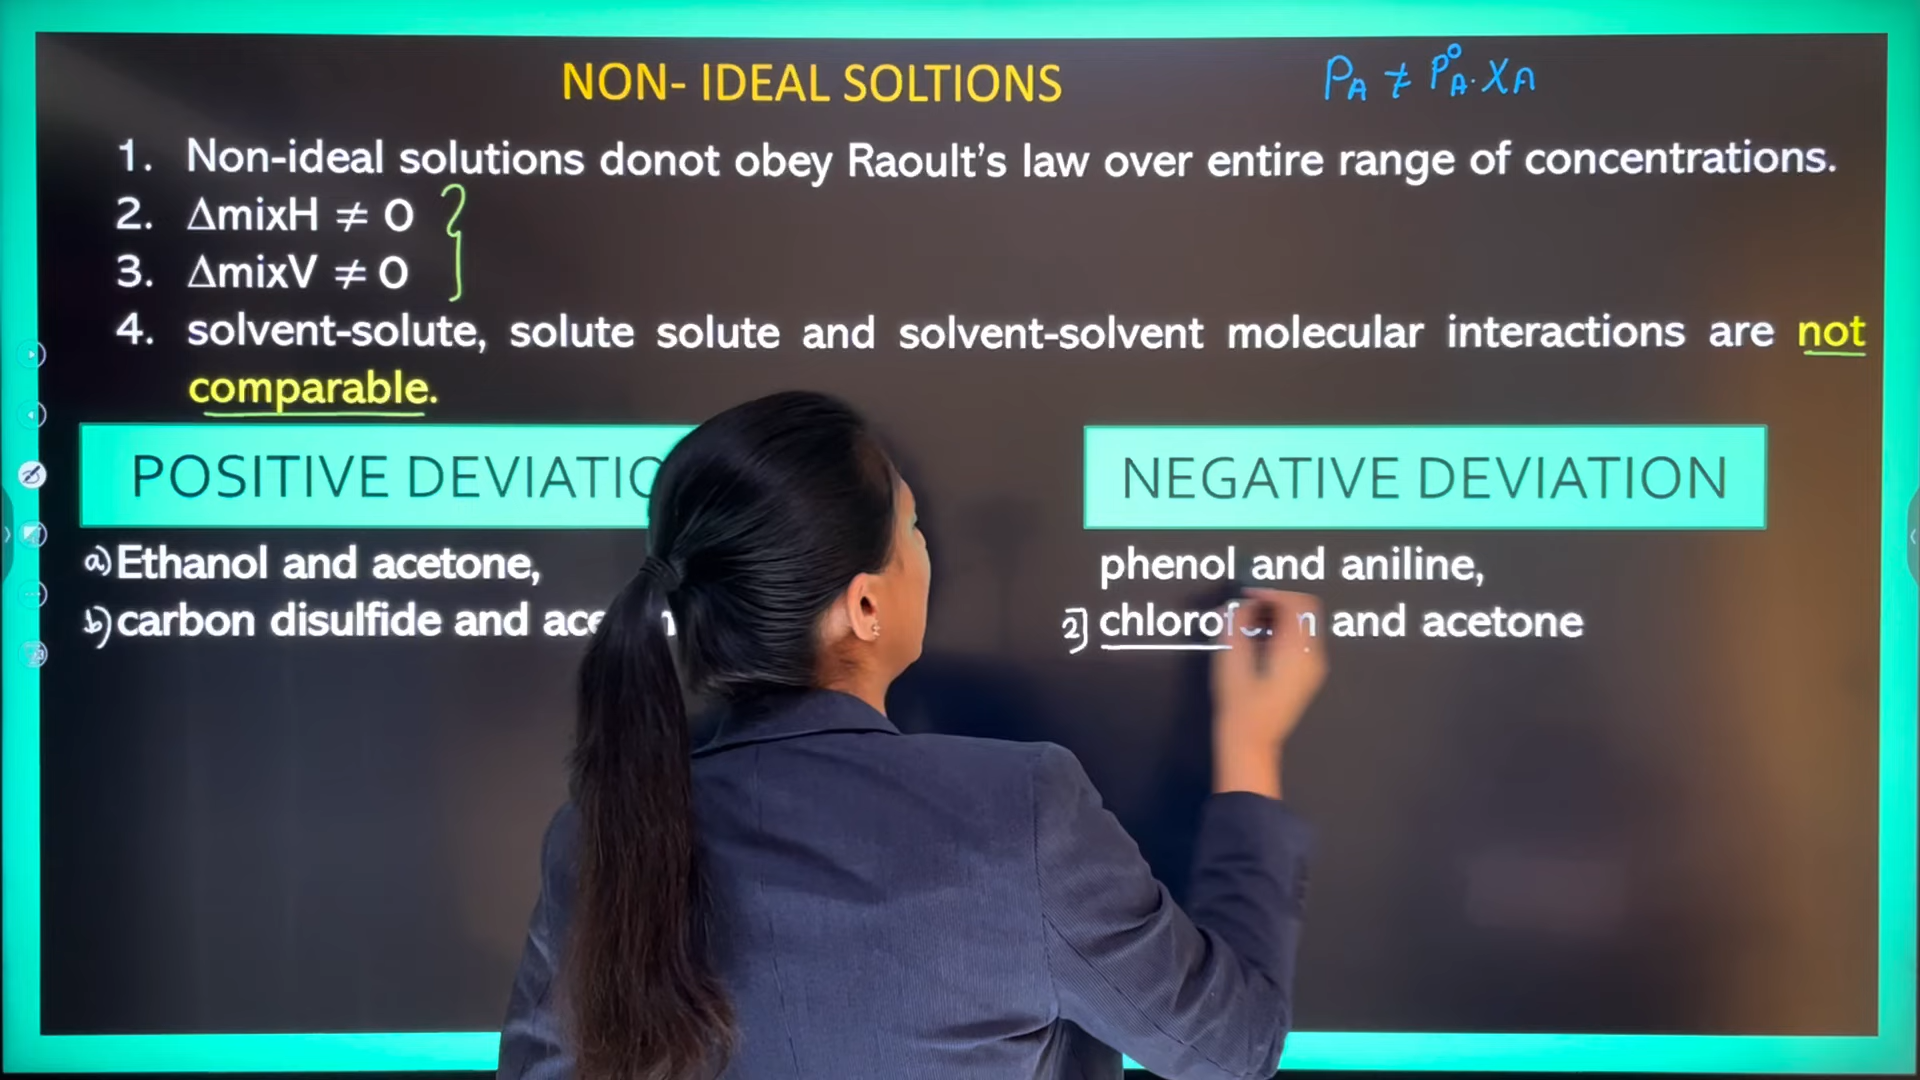 NON- IDEAL SOLTIONS
PA ≠ P°A. XA
1. Non-ideal solutions donot obey Raoult's law over entire range of concentrations.
2. ΔmixH ≠ 0
3. ΔmixV ≠ 0
4. solvent-solute, solute solute and solvent-solvent molecular interactions are not
comparable.
POSITIVE DEVIATIO
a) Ethanol and acetone,
b) carbon disulfide and
NEGATIVE DEVIATION
phenol and aniline,
2] chloroform and acetone